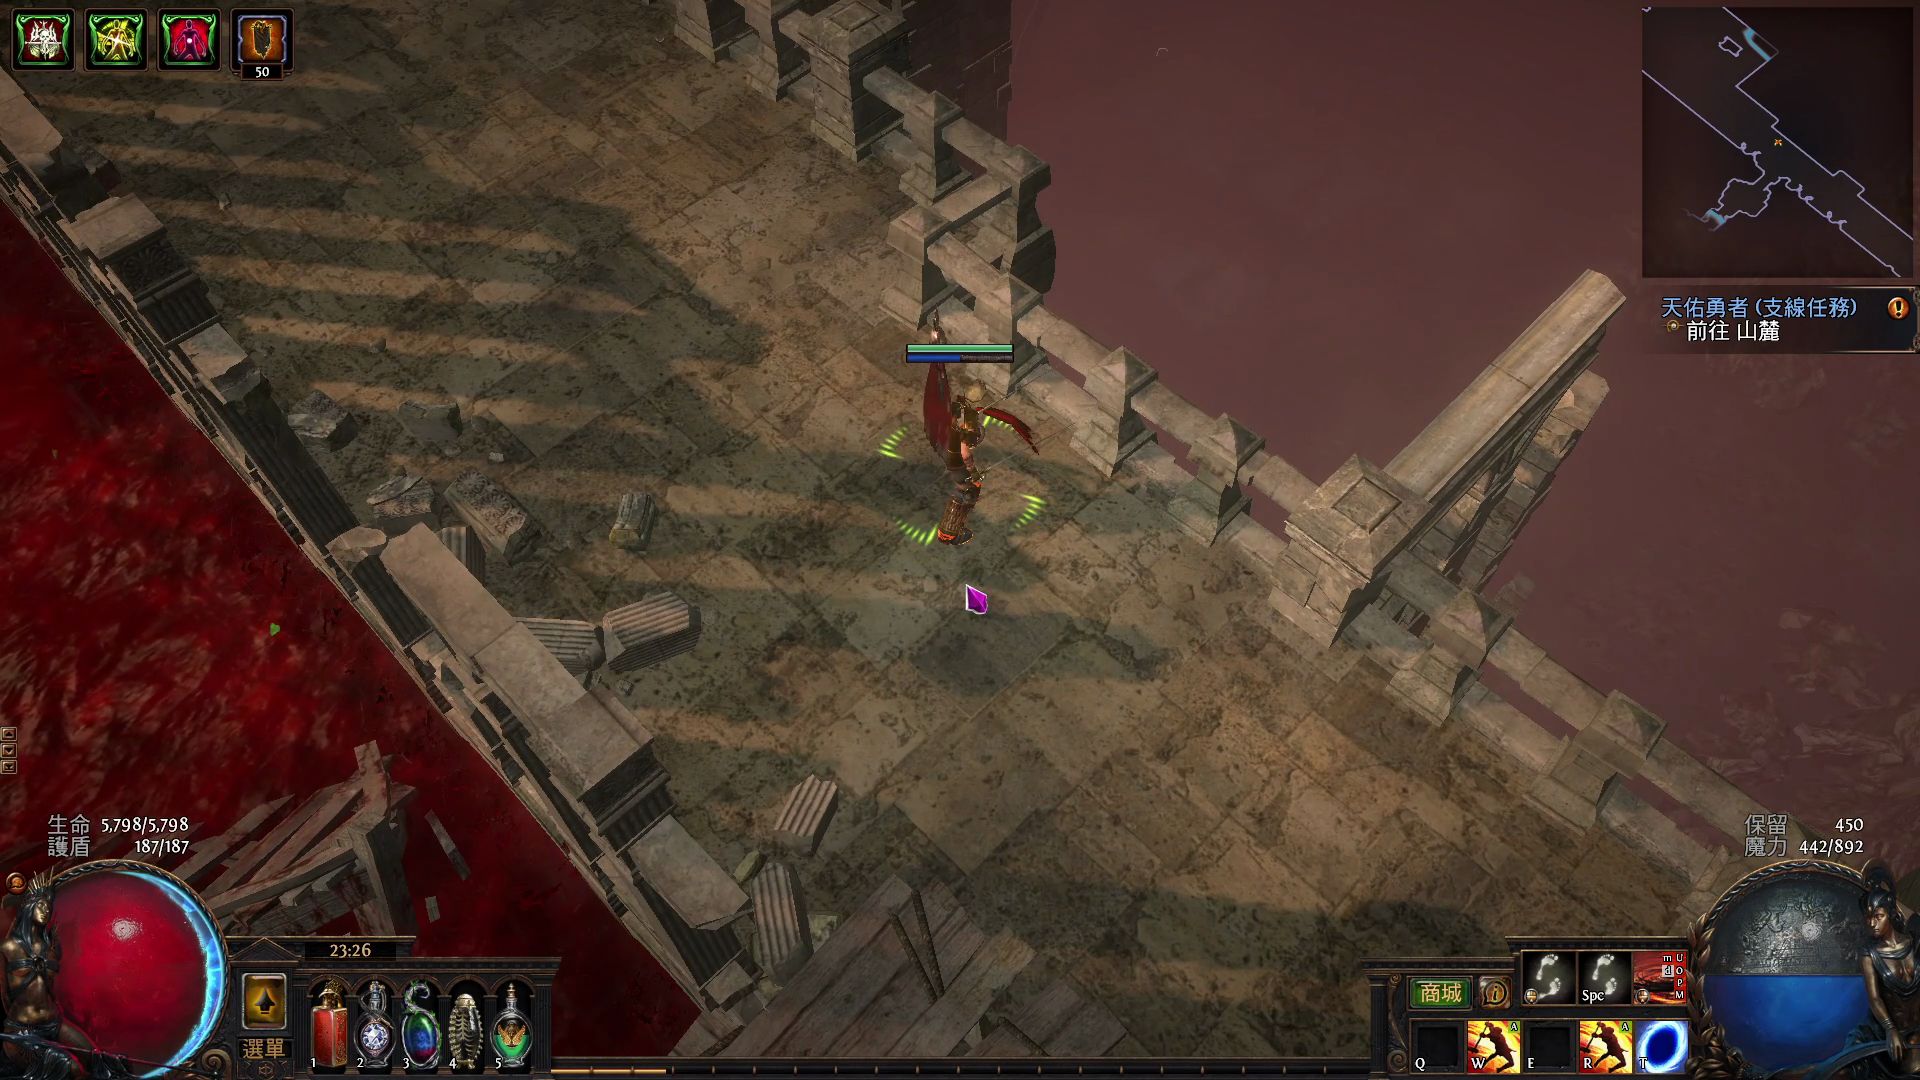 50
天佑勇者 (支線任務)
前往 山麓
生命 5,798/5,798
護盾 187/187
保留 450
魔力 442/892
23:26
選單
1 2 3 4 5
商城
Spc
m U
d O
P
M
A A
Q W E R T